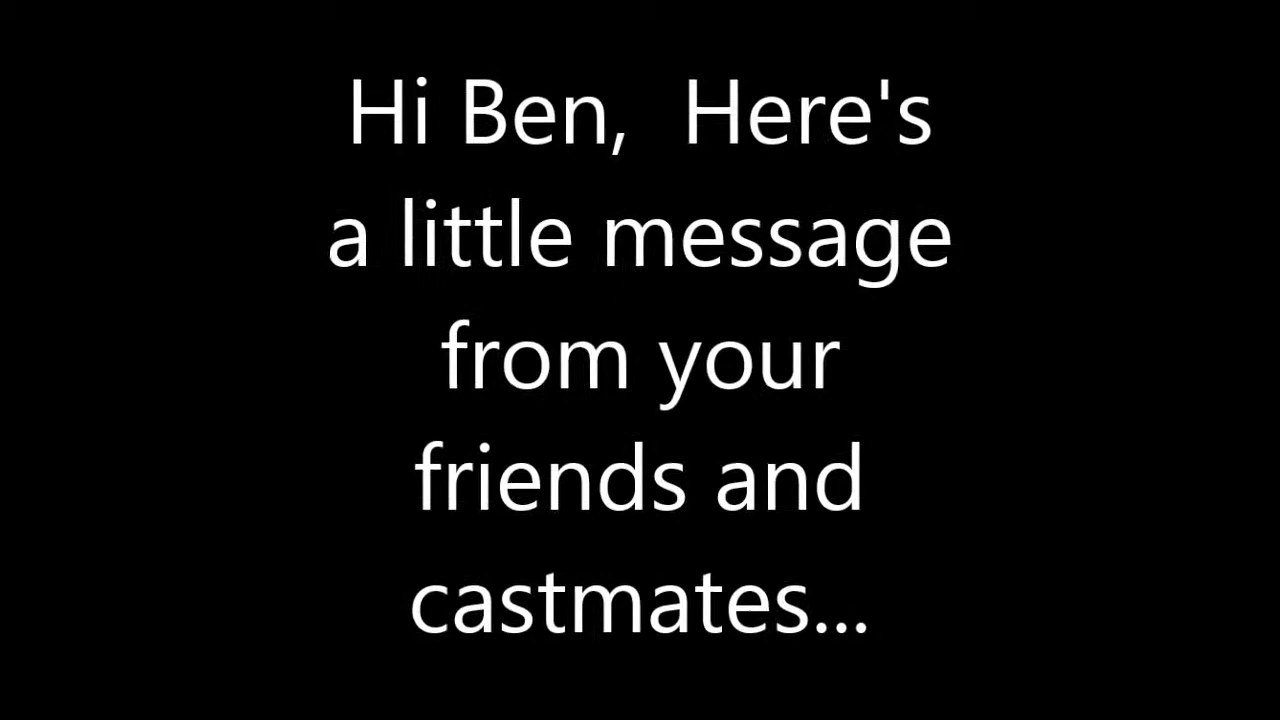 Hi Ben,  Here's
a little message
from your
friends and
castmates...